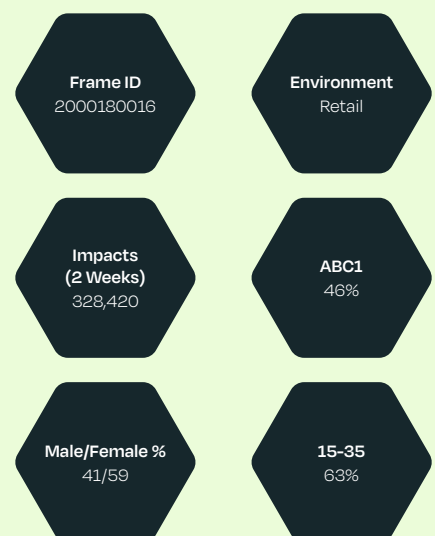 Frame ID
2000180016
Environment
Retail
Impacts
(2 Weeks)
328,420
ABC1
46%
Male/Female %
41/59
15-35
63%